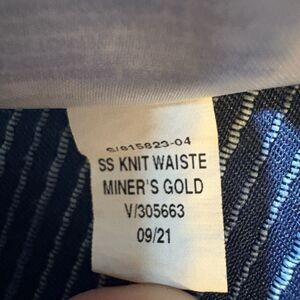 S/815823-04
SS KNIT WAISTE
MINER'S GOLD
V/305663
09/21